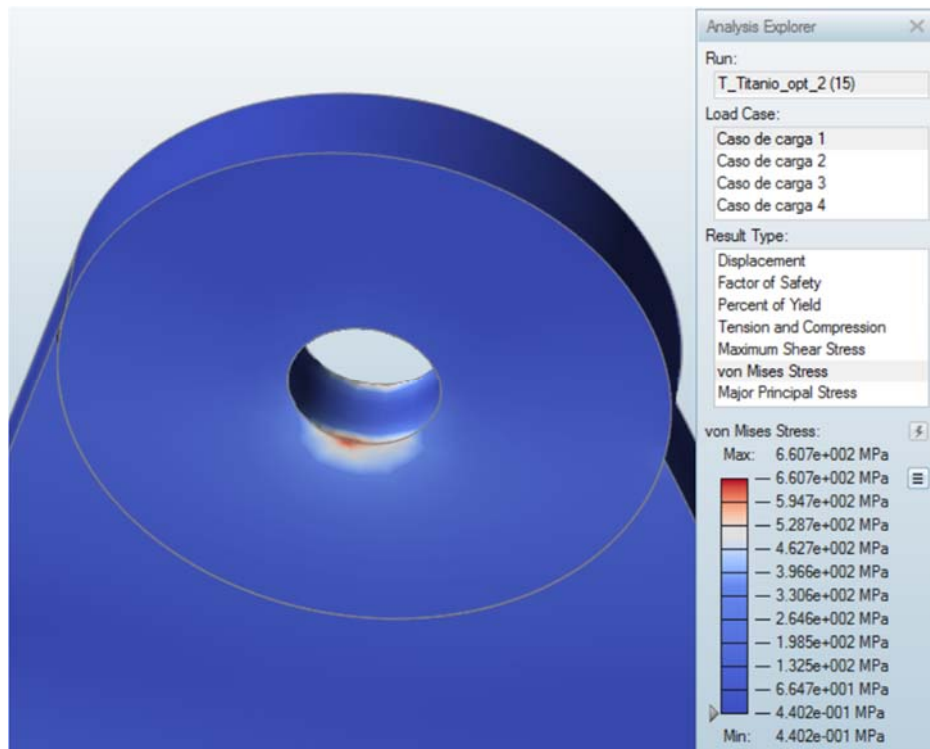 Analysis Explorer
Run:
T_Titanio_opt_2 (15)
Load Case:
Caso de carga 1
Caso de carga 2
Caso de carga 3
Caso de carga 4
Result Type:
Displacement
Factor of Safety
Percent of Yield
Tension and Compression
Maximum Shear Stress
von Mises Stress
Major Principal Stress
von Mises Stress:
Max: 6.607e+002 MPa
6.607e+002 MPa
5.947e+002 MPa
5.287e+002 MPa
4.627e+002 MPa
3.966e+002 MPa
3.306e+002 MPa
2.646e+002 MPa
1.985e+002 MPa
1.325e+002 MPa
6.647e+001 MPa
4.402e-001 MPa
Min: 4.402e-001 MPa